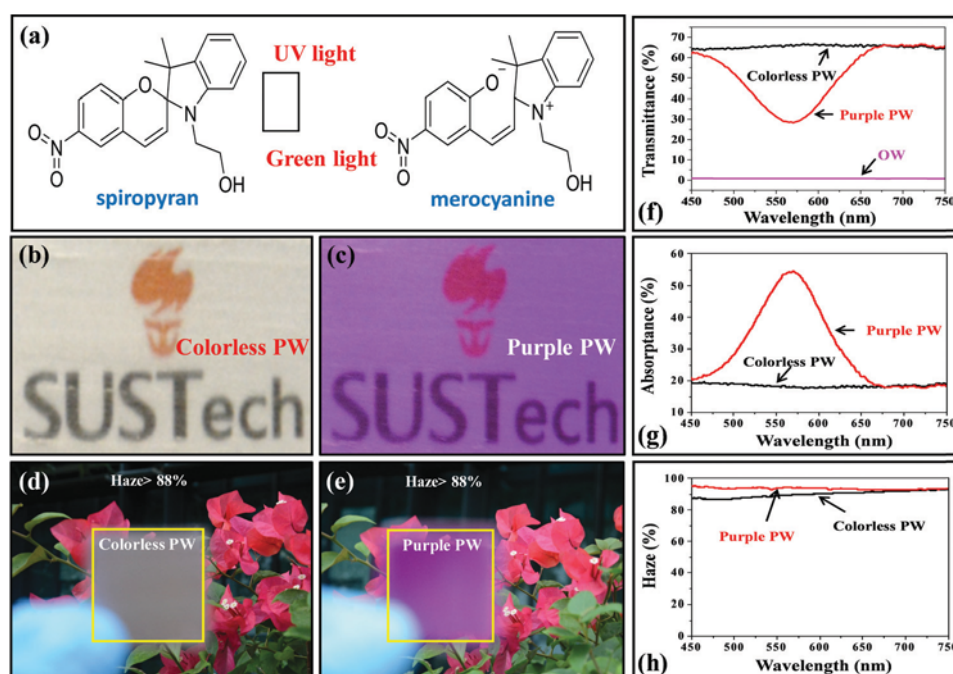 (a)
UV light
Green light
O
N
N
O
O
OH
spiropyran
O⁻
N⁺
N
O
O
OH
merocyanine
(b)
Colorless PW
SUSTech
(c)
Purple PW
SUSTech
(d)
Haze> 88%
Colorless PW
(e)
Haze> 88%
Purple PW
Transmittance (%)
80
70
60
50
40
30
20
10
0
Colorless PW
Purple PW
OW
450 500 550 600 650 700 750
Wavelength (nm)
(f)
Absorptance (%)
60
50
40
30
20
10
Purple PW
Colorless PW
450 500 550 600 650 700 750
Wavelength (nm)
(g)
Haze (%)
100
80
60
40
20
0
Purple PW
Colorless PW
450 500 550 600 650 700 750
Wavelength (nm)
(h)